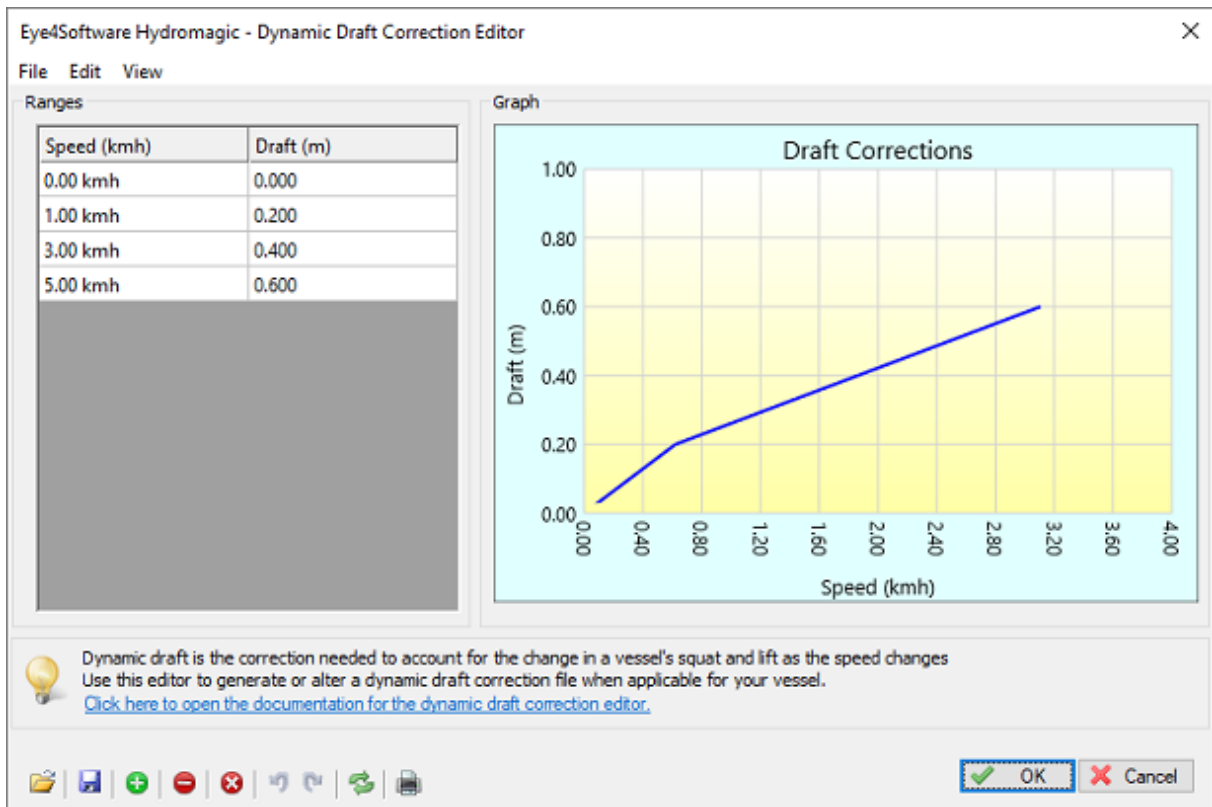 Eye4Software Hydromagic - Dynamic Draft Correction Editor
File Edit View
Ranges
Speed (kmh) Draft (m)
0.00 kmh 0.000
1.00 kmh 0.200
3.00 kmh 0.400
5.00 kmh 0.600
Graph
Draft Corrections
1.00
0.80
0.60
0.40
0.20
0.00
Draft (m)
0.00 0.40 0.80 1.20 1.60 2.00 2.40 2.80 3.20 3.60 4.00
Speed (kmh)
Dynamic draft is the correction needed to account for the change in a vessel's squat and lift as the speed changes
Use this editor to generate or alter a dynamic draft correction file when applicable for your vessel.
Click here to open the documentation for the dynamic draft correction editor.
OK Cancel